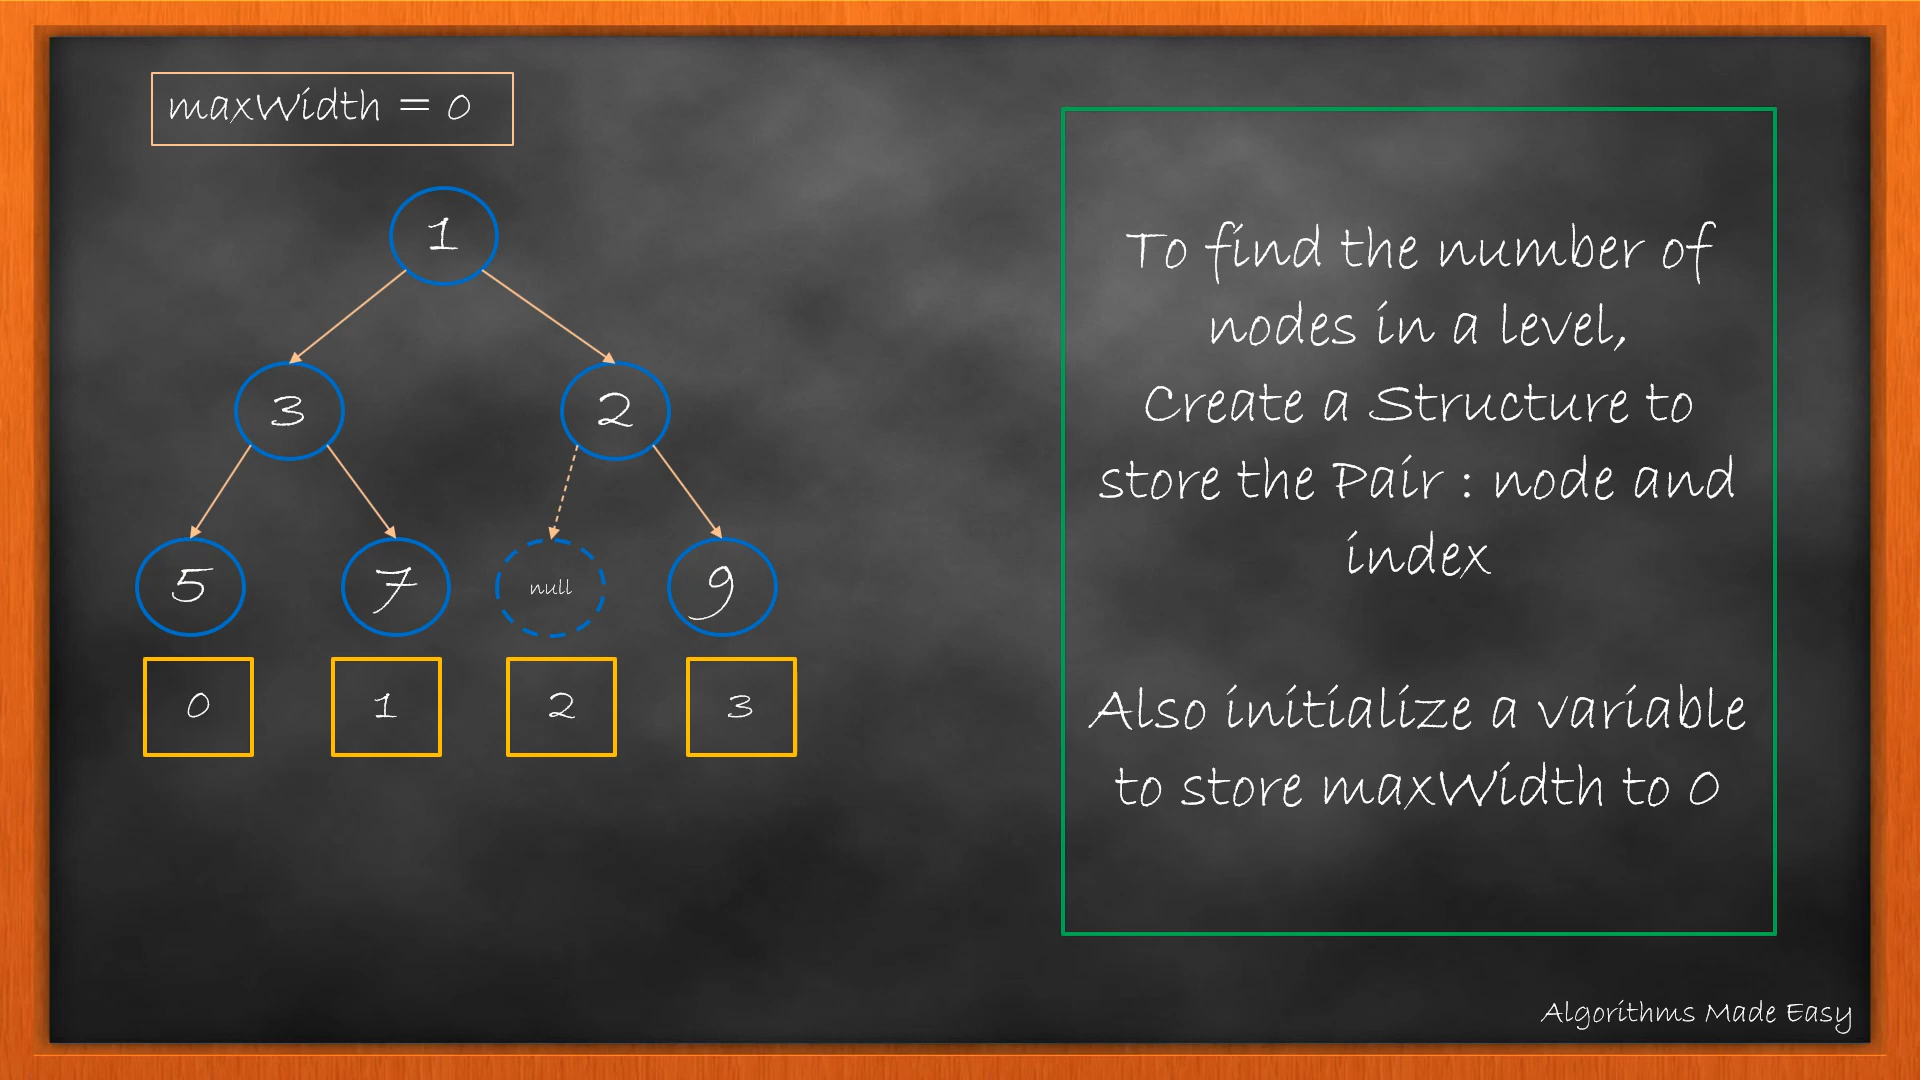 maxWidth = 0
1
3
2
5
7
null
9
0
1
2
3
To find the number of
nodes in a level,
Create a Structure to
store the Pair : node and
index
Also initialize a variable
to store maxWidth to 0
Algorithms Made Easy